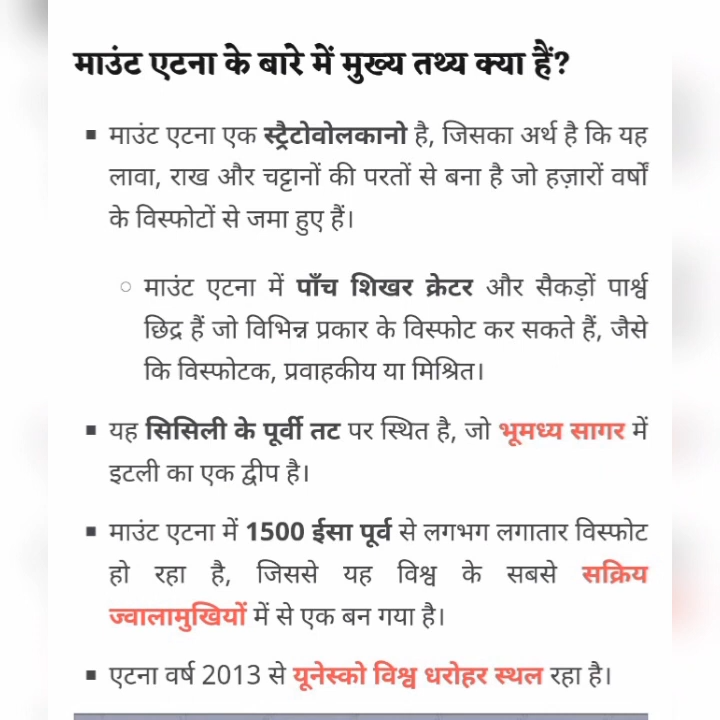 माउंट एटना के बारे में मुख्य तथ्य क्या हैं?
▪ माउंट एटना एक स्ट्रैटोवोलकानो है, जिसका अर्थ है कि यह
लावा, राख और चट्टानों की परतों से बना है जो हज़ारों वर्षों
के विस्फोटों से जमा हुए हैं।
○ माउंट एटना में पाँच शिखर क्रेटर और सैकड़ों पार्श्व
छिद्र हैं जो विभिन्न प्रकार के विस्फोट कर सकते हैं, जैसे
कि विस्फोटक, प्रवाहकीय या मिश्रित।
▪ यह सिसिली के पूर्वी तट पर स्थित है, जो भूमध्य सागर में
इटली का एक द्वीप है।
▪ माउंट एटना में 1500 ईसा पूर्व से लगभग लगातार विस्फोट
हो रहा है, जिससे यह विश्व के सबसे सक्रिय
ज्वालामुखियों में से एक बन गया है।
▪ एटना वर्ष 2013 से यूनेस्को विश्व धरोहर स्थल रहा है।